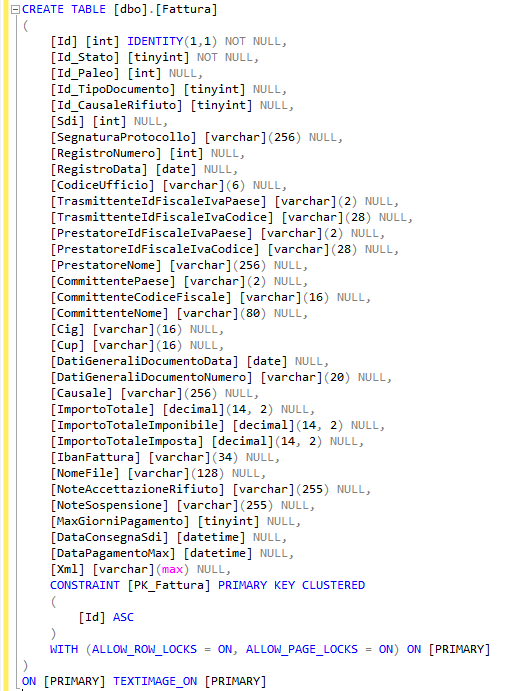 CREATE TABLE [dbo].[Fattura]
(
[Id] [int] IDENTITY(1,1) NOT NULL,
[Id_Stato] [tinyint] NOT NULL,
[Id_Paleo] [int] NULL,
[Id_TipoDocumento] [tinyint] NULL,
[Id_CausaleRifiuto] [tinyint] NULL,
[Sdi] [int] NULL,
[SegnaturaProtocollo] [varchar](256) NULL,
[RegistroNumero] [int] NULL,
[RegistroData] [date] NULL,
[CodiceUfficio] [varchar](6) NULL,
[TrasmittenteIdFiscaleIvaPaese] [varchar](2) NULL,
[TrasmittenteIdFiscaleIvaCodice] [varchar](28) NULL,
[PrestatoreIdFiscaleIvaPaese] [varchar](2) NULL,
[PrestatoreIdFiscaleIvaCodice] [varchar](28) NULL,
[PrestatoreNome] [varchar](256) NULL,
[CommittentePaese] [varchar](2) NULL,
[CommittenteCodiceFiscale] [varchar](16) NULL,
[CommittenteNome] [varchar](80) NULL,
[Cig] [varchar](16) NULL,
[Cup] [varchar](16) NULL,
[DatiGeneraliDocumentoData] [date] NULL,
[DatiGeneraliDocumentoNumero] [varchar](20) NULL,
[Causale] [varchar](256) NULL,
[ImportoTotale] [decimal](14, 2) NULL,
[ImportoTotaleImponibile] [decimal](14, 2) NULL,
[ImportoTotaleImposta] [decimal](14, 2) NULL,
[IbanFattura] [varchar](34) NULL,
[NomeFile] [varchar](128) NULL,
[NoteAccettazioneRifiuto] [varchar](255) NULL,
[NoteSospensione] [varchar](255) NULL,
[MaxGiorniPagamento] [tinyint] NULL,
[DataConsegnaSdi] [datetime] NULL,
[DataPagamentoMax] [datetime] NULL,
[Xml] [varchar](max) NULL,
CONSTRAINT [PK_Fattura] PRIMARY KEY CLUSTERED
(
[Id] ASC
)
WITH (ALLOW_ROW_LOCKS = ON, ALLOW_PAGE_LOCKS = ON) ON [PRIMARY]
)
ON [PRIMARY] TEXTIMAGE_ON [PRIMARY]